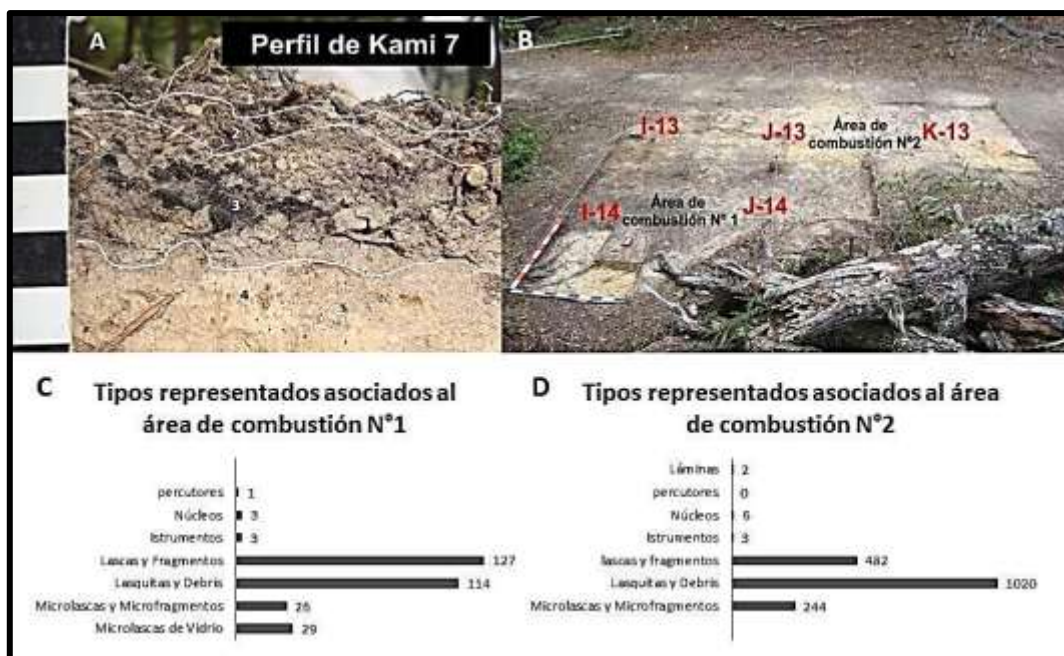 A
Perfil de Kami 7
3
4
B
I-13
J-13
Área de
combustión N°2
K-13
I-14
Área de
combustión N° 1
J-14
C
Tipos representados asociados al
área de combustión N°1
percutores 1
Núcleos 3
Istrumentos 3
Lascas y Fragmentos 127
Lasquitas y Debris 114
Microlascas y Microfragmentos 26
Microlascas de Vidrio 29
D
Tipos representados asociados al área
de combustión N°2
Láminas 2
percutores 0
Núcleos 6
Istrumentos 3
lascas y fragmentos 482
Lasquitas y Debris 1020
Microlascas y Microfragmentos 244